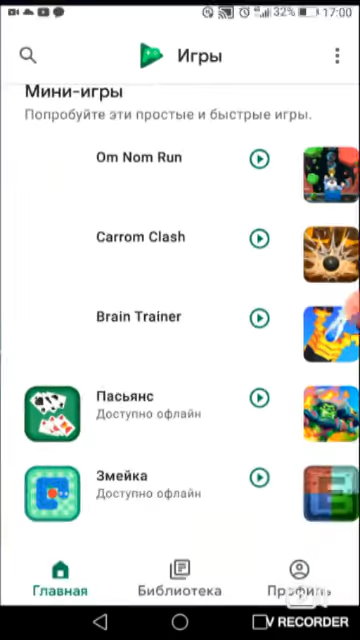 32% 17:00
Игры
Мини-игры
Попробуйте эти простые и быстрые игры.
Om Nom Run
Carrom Clash
Brain Trainer
Пасьянс
Доступно офлайн
Змейка
Доступно офлайн
Главная
Библиотека
Профиль
V RECORDER